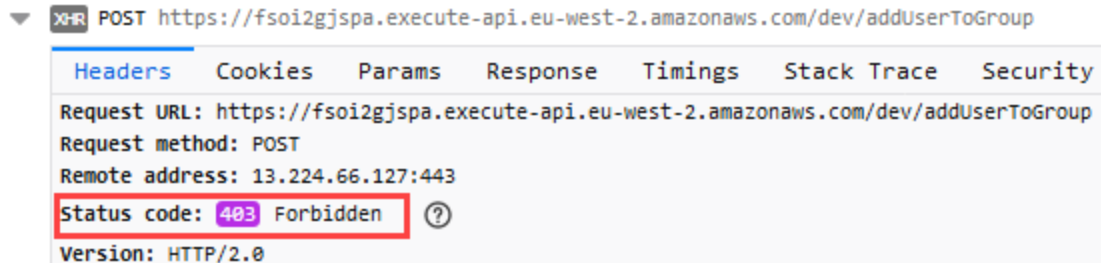 XHR POST https://fsoi2gjspa.execute-api.eu-west-2.amazonaws.com/dev/addUserToGroup
Headers Cookies Params Response Timings Stack Trace Security
Request URL: https://fsoi2gjspa.execute-api.eu-west-2.amazonaws.com/dev/addUserToGroup
Request method: POST
Remote address: 13.224.66.127:443
Status code: 403 Forbidden ?
Version: HTTP/2.0